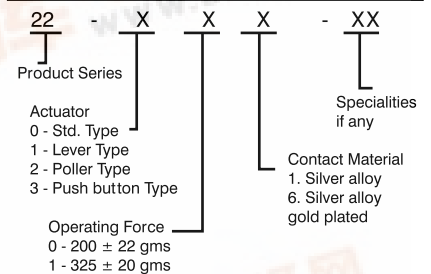 22 - X X X - XX
Product Series
Specialities
if any
Actuator
0 - Std. Type
1 - Lever Type
2 - Poller Type
3 - Push button Type
Contact Material
1. Silver alloy
6. Silver alloy
gold plated
Operating Force
0 - 200 ± 22 gms
1 - 325 ± 20 gms